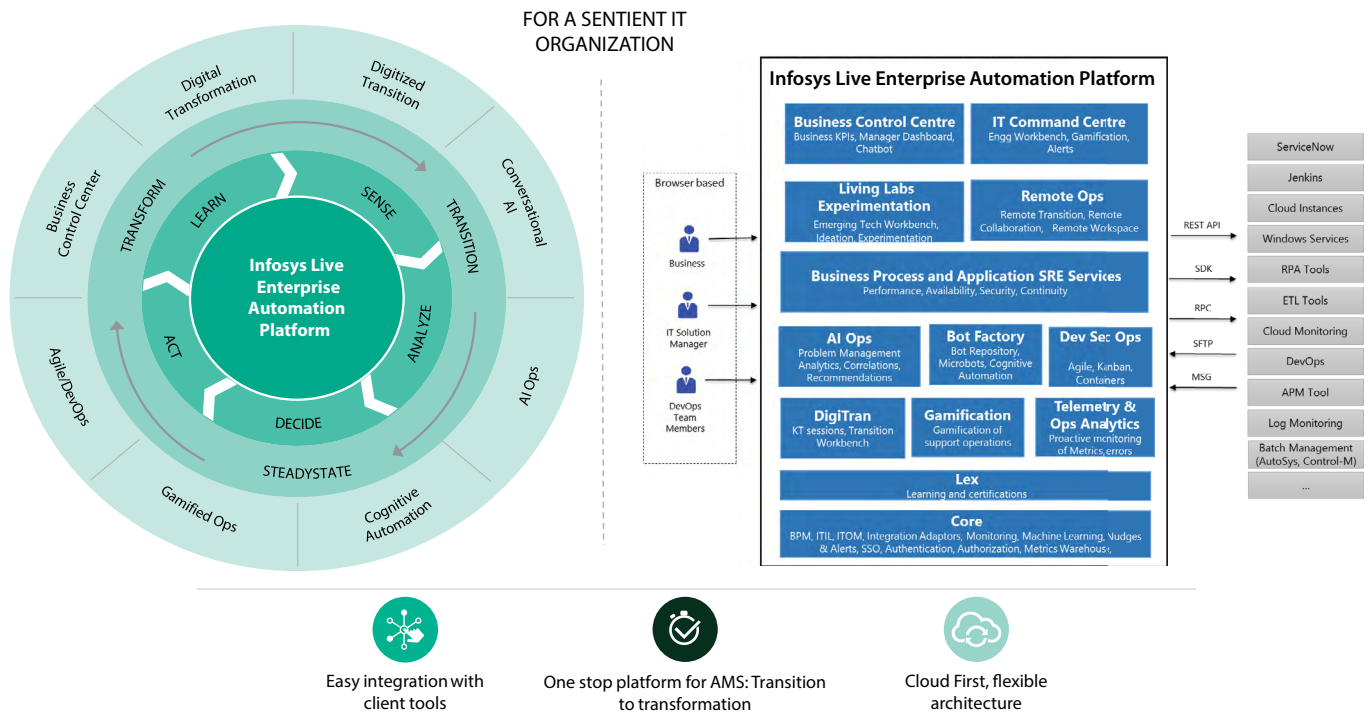 FOR A SENTIENT IT
ORGANIZATION
Digital
Transformation
Digitized
Transition
Conversational
AI
AI Ops
Cognitive
Automation
Gamified Ops
Agile/DevOps
Business
Control Center
TRANSFORM
TRANSITION
STEADYSTATE
LEARN
SENSE
ANALYZE
DECIDE
ACT
Infosys Live
Enterprise
Automation
Platform
Browser based
Business
IT Solution
Manager
DevOps
Team
Members
Infosys Live Enterprise Automation Platform
Business Control Centre
Business KPIs, Manager Dashboard,
Chatbot
IT Command Centre
Engg Workbench, Gamification,
Alerts
Living Labs
Experimentation
Emerging Tech Workbench,
Ideation, Experimentation
Remote Ops
Remote Transition, Remote
Collaboration, Remote Workspace
Business Process and Application SRE Services
Performance, Availability, Security, Continuity
AI Ops
Problem Management
Analytics, Correlations,
Recommendations
Bot Factory
Bot Repository,
Microbots, Cognitive
Automation
Dev Sec Ops
Agile, Kanban,
Containers
DigiTran
KT sessions, Transition
Workbench
Gamification
Gamification of
support operations
Telemetry &
Ops Analytics
Proactive monitoring
of Metrics, errors
Lex
Learning and certifications
Core
BPM, ITIL, ITOM, Integration Adaptors, Monitoring, Machine Learning, Nudges
& Alerts, SSO, Authentication, Authorization, Metrics Warehouse,
REST API
SDK
RPC
SFTP
MSG
ServiceNow
Jenkins
Cloud Instances
Windows Services
RPA Tools
ETL Tools
Cloud Monitoring
DevOps
APM Tool
Log Monitoring
Batch Management
(AutoSys, Control-M)
...
Easy integration with
client tools
One stop platform for AMS: Transition
to transformation
Cloud First, flexible
architecture